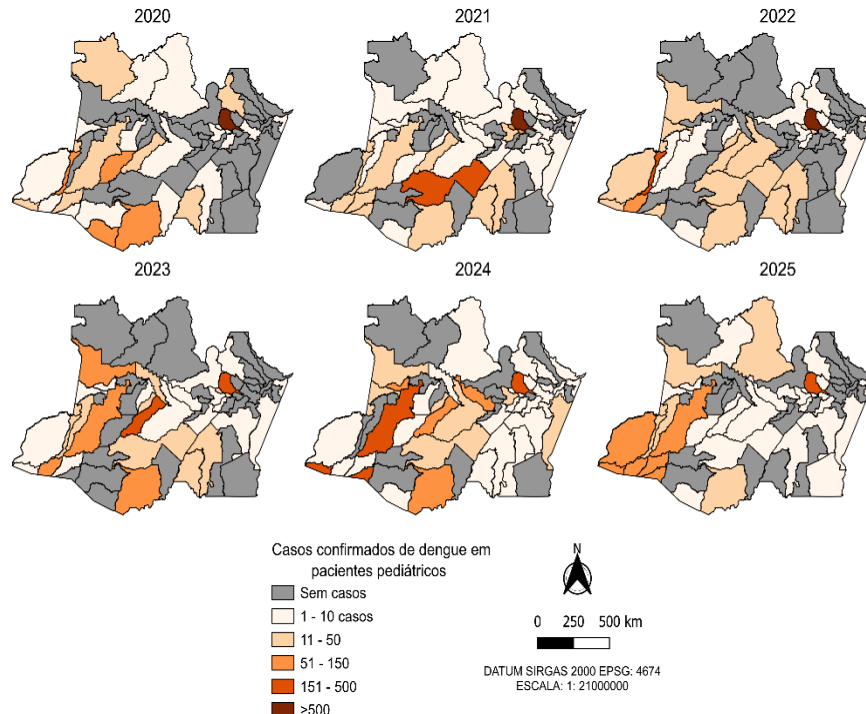 2020
2021
2022
2023
2024
2025
Casos confirmados de dengue em
pacientes pediátricos
Sem casos
1 - 10 casos
11 - 50
51 - 150
151 - 500
>500
N
0 250 500 km
DATUM SIRGAS 2000 EPSG: 4674
ESCALA: 1: 21000000